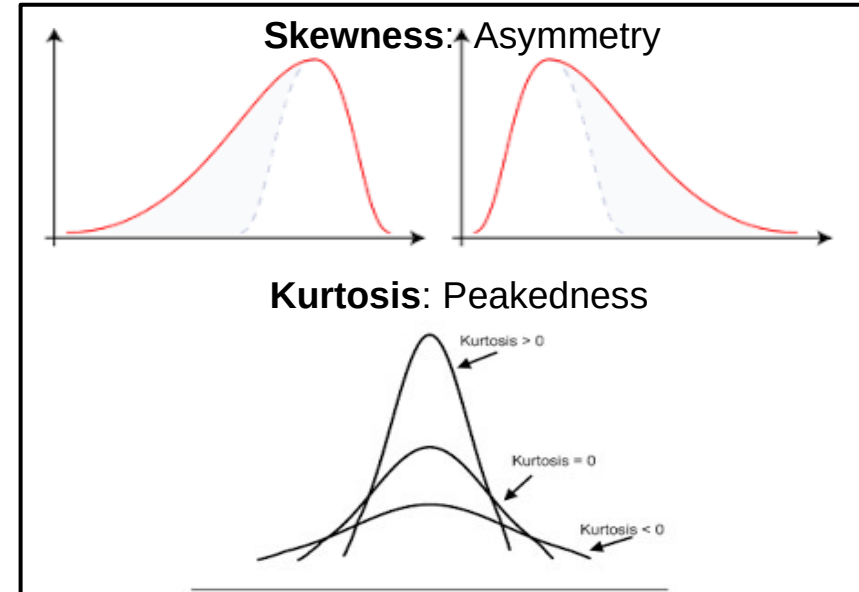 Skewness: Asymmetry
Kurtosis: Peakedness
Kurtosis > 0
Kurtosis = 0
Kurtosis < 0